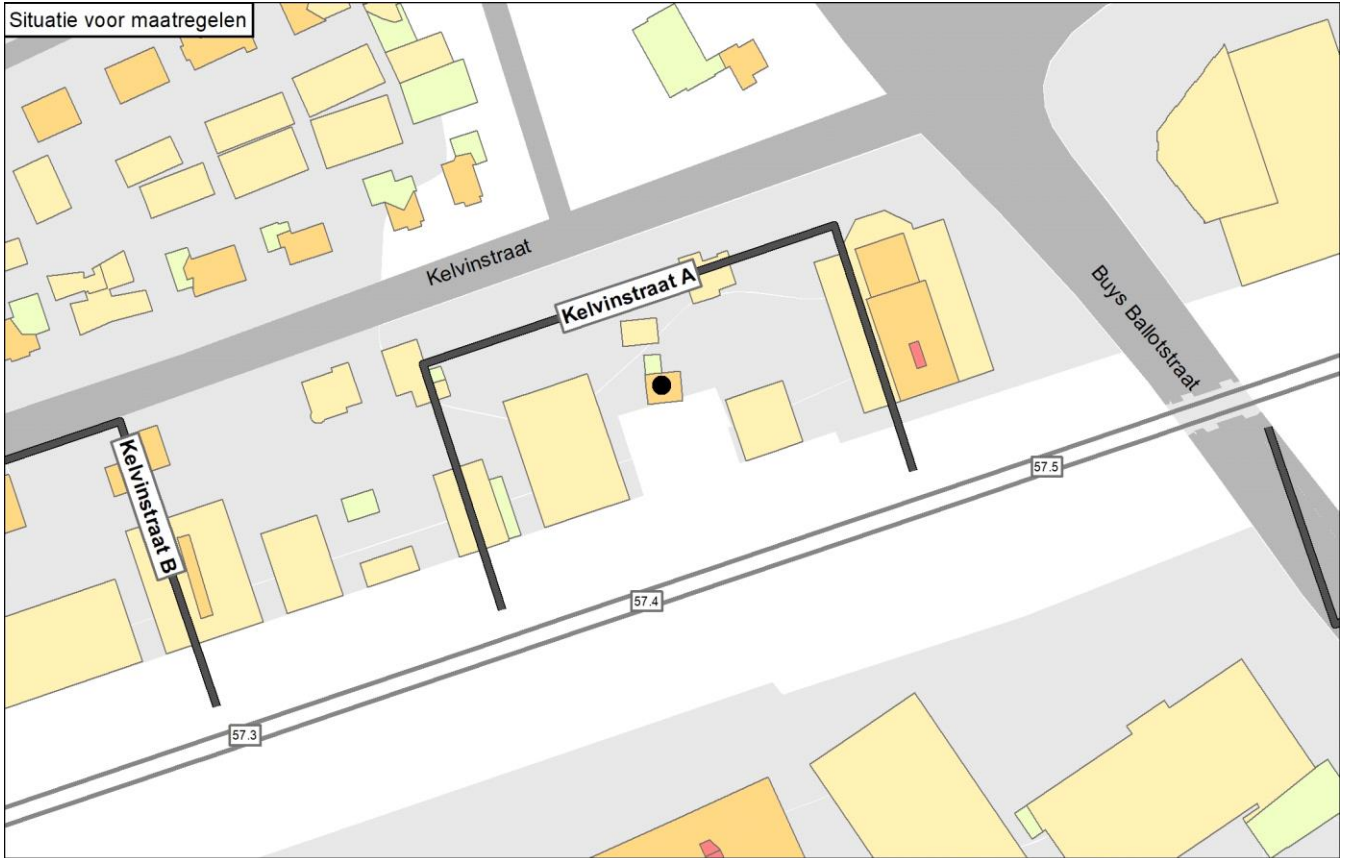 Situatie voor maatregelen
Kelvinstraat
Kelvinstraat A
Buys Ballotstraat
Kelvinstraat B
57.5
57.4
57.3